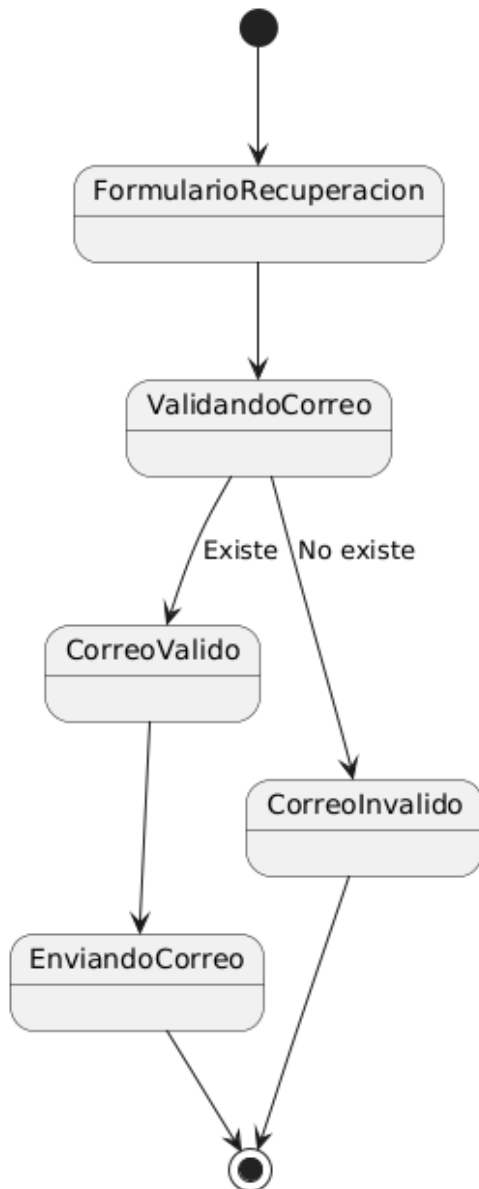 FormularioRecuperacion
ValidandoCorreo
Existe
No existe
CorreoValido
CorreoInvalido
EnviandoCorreo